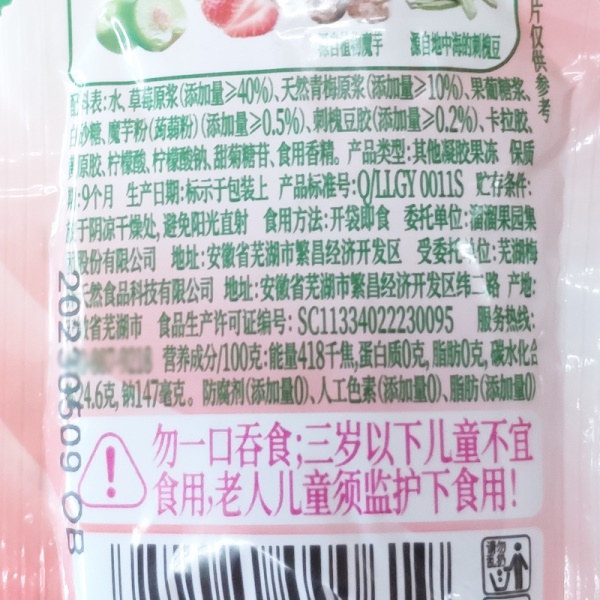 源自植物魔芋 源自地中海的刺槐豆
片仅供参考
配料表:水、草莓原浆(添加量≥40%)、天然青梅原浆(添加量≥10%)、果葡糖浆、
白砂糖、魔芋粉(蒟蒻粉)(添加量≥0.5%)、刺槐豆胶(添加量≥0.2%)、卡拉胶、
原胶、柠檬酸、柠檬酸钠、甜菊糖苷、食用香精。产品类型:其他凝胶果冻 保质
期:9个月 生产日期:标示于包装上 产品标准号:Q/LLGY 0011S 贮存条件:
于阴凉干燥处,避免阳光直射 食用方法:开袋即食 委托单位:溜溜果园集
股份有限公司 地址:安徽省芜湖市繁昌经济开发区 受委托单位:芜湖梅
天然食品科技有限公司 地址:安徽省芜湖市繁昌经济开发区纬二路 产地:
安徽省芜湖市 食品生产许可证编号:SC11334022230095 服务热线:
营养成分/100克:能量418千焦,蛋白质0克,脂肪0克,碳水化合
24.6克,钠147毫克。防腐剂(添加量0)、人工色素(添加量0)、脂肪(添加量0)
勿一口吞食;三岁以下儿童不宜
食用,老人儿童须监护下食用!
20230509 OB
请勿乱扔